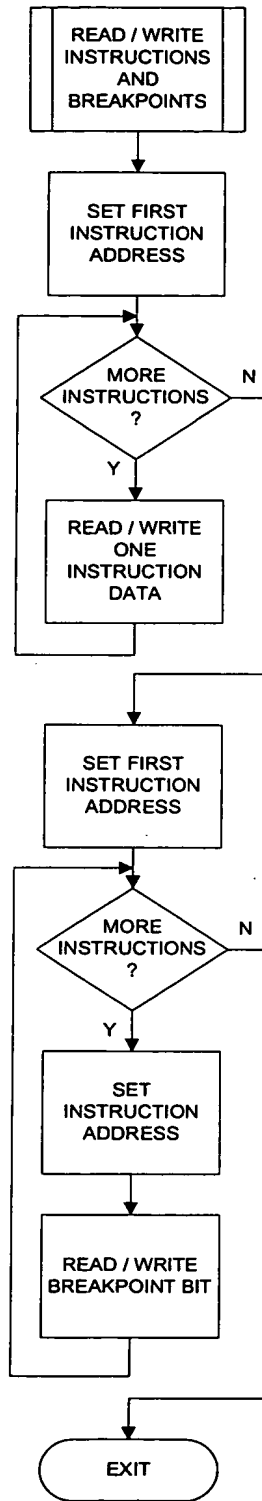 READ / WRITE
INSTRUCTIONS
AND
BREAKPOINTS
SET FIRST
INSTRUCTION
ADDRESS
MORE
INSTRUCTIONS
?
N
Y
READ / WRITE
ONE
INSTRUCTION
DATA
SET FIRST
INSTRUCTION
ADDRESS
MORE
INSTRUCTIONS
?
N
Y
SET
INSTRUCTION
ADDRESS
READ / WRITE
BREAKPOINT BIT
EXIT